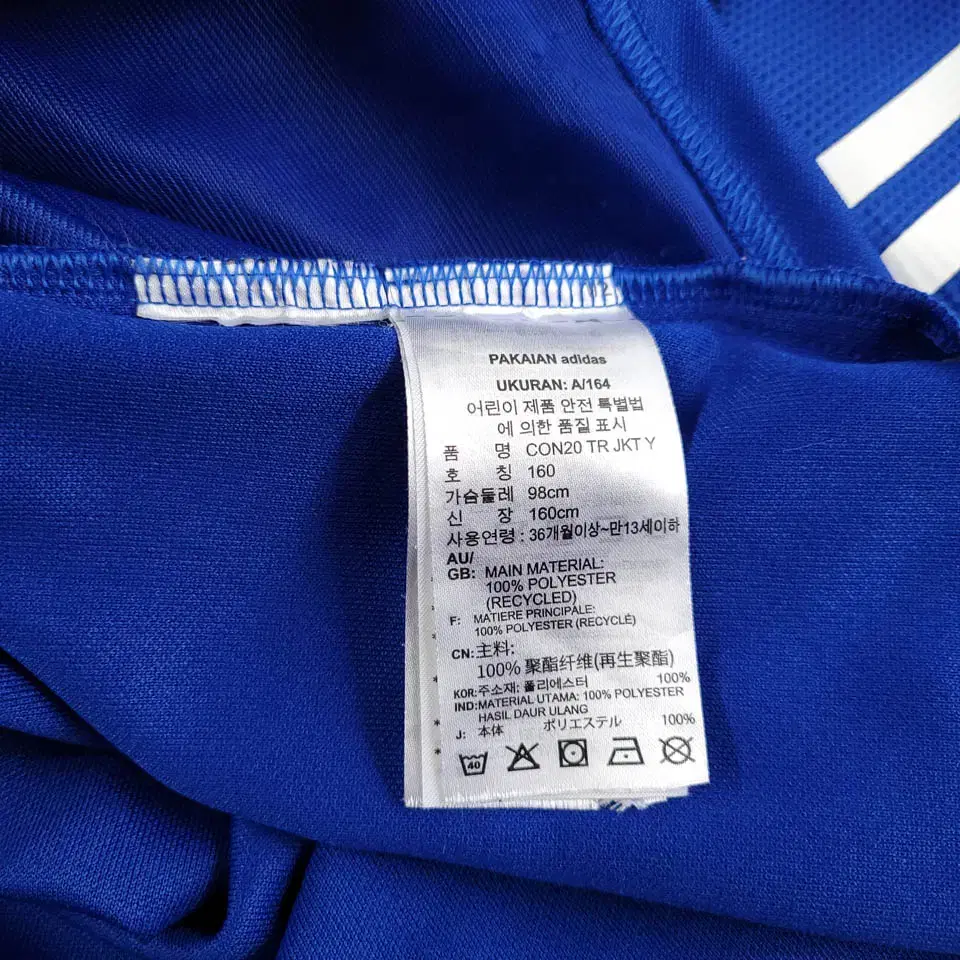 PAKAIAN adidas
UKURAN: A/164
어린이 제품 안전 특별법
에 의한 품질 표시
품 명 CON20 TR JKT Y
호 칭 160
가슴둘레 98cm
신 장 160cm
사용연령 : 36개월이상~만13세이하
AU/
GB: MAIN MATERIAL:
100% POLYESTER
(RECYCLED)
F: MATIERE PRINCIPALE:
100% POLYESTER (RECYCLÉ)
CN: 主料:
100% 聚酯纤维(再生聚酯)
KOR: 주소재: 폴리에스터 100%
IND: MATERIAL UTAMA: 100% POLYESTER
HASIL DAUR ULANG
J: 本体 ポリエステル 100%
40